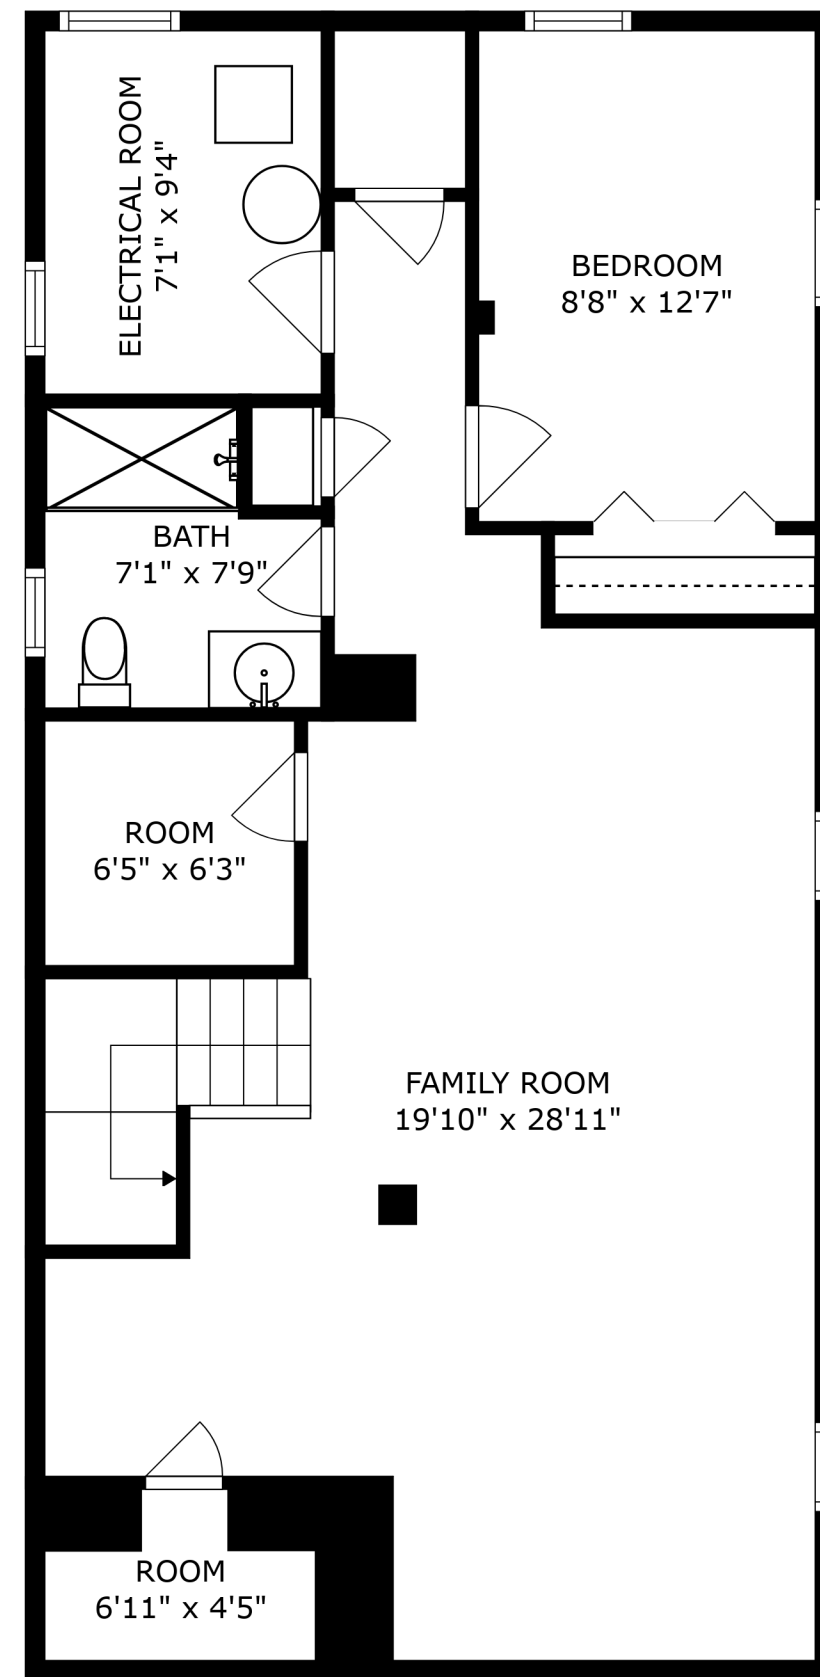 ELECTRICAL ROOM
7'1" x 9'4"
BEDROOM
8'8" x 12'7"
BATH
7'1" x 7'9"
ROOM
6'5" x 6'3"
FAMILY ROOM
19'10" x 28'11"
ROOM
6'11" x 4'5"